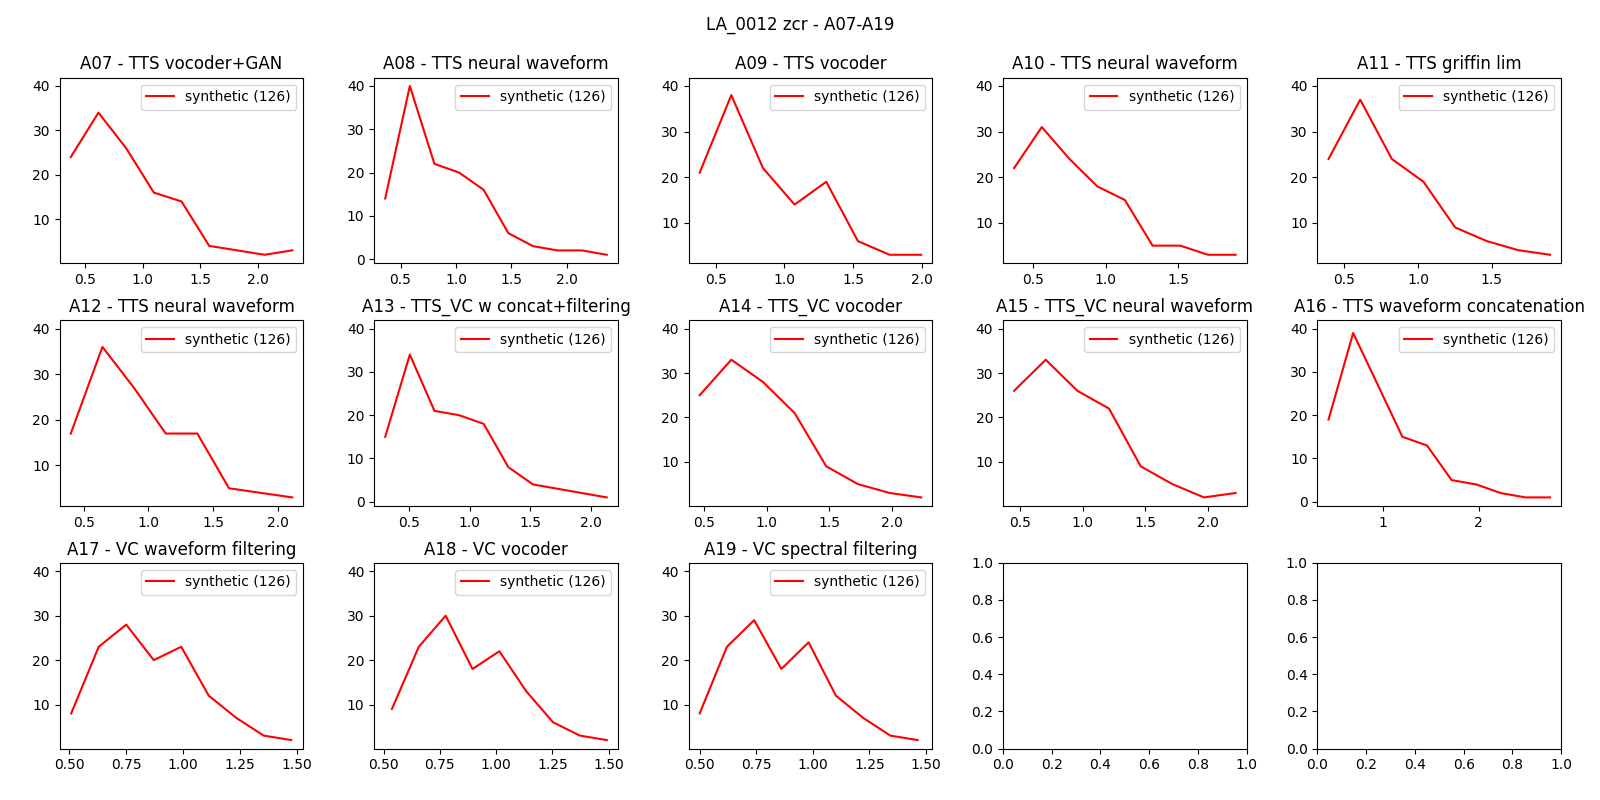 LA_0012 zcr - A07-A19
A07 - TTS vocoder+GAN
synthetic (126)
40
30
20
10
0.5 1.0 1.5 2.0
A08 - TTS neural waveform
synthetic (126)
40
30
20
10
0
0.5 1.0 1.5 2.0
A09 - TTS vocoder
synthetic (126)
40
30
20
10
0.5 1.0 1.5 2.0
A10 - TTS neural waveform
synthetic (126)
40
30
20
10
0.5 1.0 1.5
A11 - TTS griffin lim
synthetic (126)
40
30
20
10
0.5 1.0 1.5
A12 - TTS neural waveform
synthetic (126)
40
30
20
10
0.5 1.0 1.5 2.0
A13 - TTS_VC w concat+filtering
synthetic (126)
40
30
20
10
0
0.5 1.0 1.5 2.0
A14 - TTS_VC vocoder
synthetic (126)
40
30
20
10
0.5 1.0 1.5 2.0
A15 - TTS_VC neural waveform
synthetic (126)
40
30
20
10
0.5 1.0 1.5 2.0
A16 - TTS waveform concatenation
synthetic (126)
40
30
20
10
0
1 2
A17 - VC waveform filtering
synthetic (126)
40
30
20
10
0.50 0.75 1.00 1.25 1.50
A18 - VC vocoder
synthetic (126)
40
30
20
10
0.50 0.75 1.00 1.25 1.50
A19 - VC spectral filtering
synthetic (126)
40
30
20
10
0.50 0.75 1.00 1.25 1.50
1.0
0.8
0.6
0.4
0.2
0.0
0.0 0.2 0.4 0.6 0.8 1.0
1.0
0.8
0.6
0.4
0.2
0.0
0.0 0.2 0.4 0.6 0.8 1.0